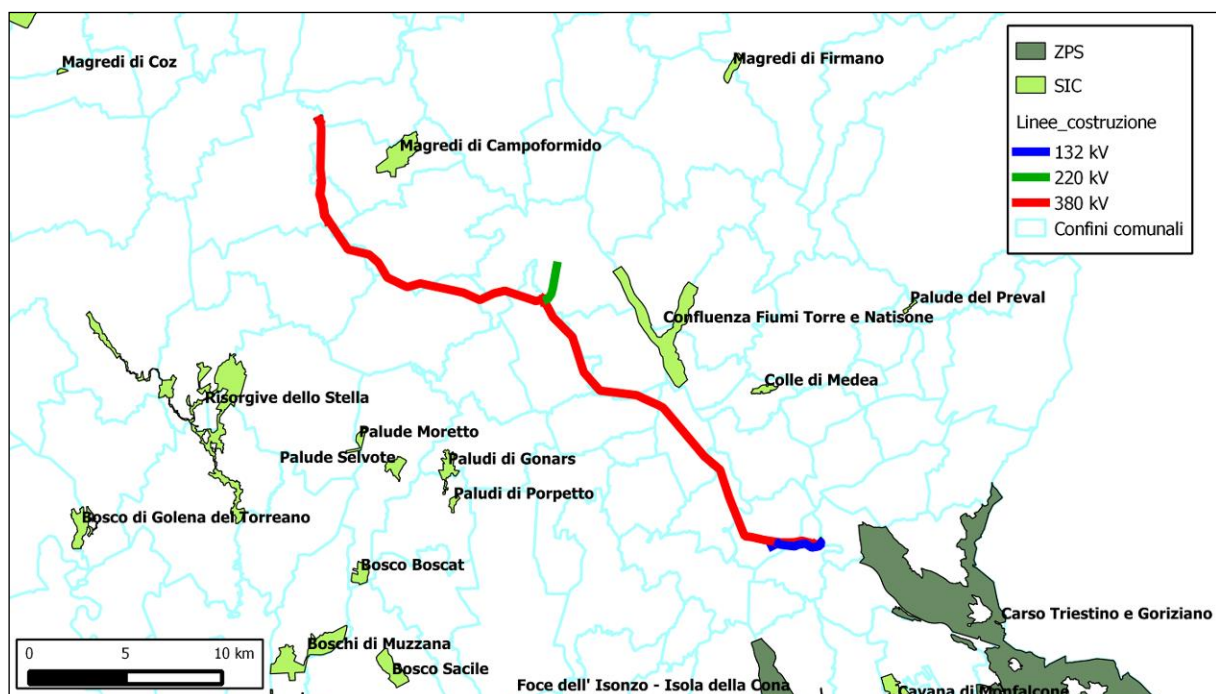 Magredi di Coz
Magredi di Firmano
ZPS
SIC
Linee_costruzione
132 kV
220 kV
380 kV
Confini comunali
Magredi di Campoformido
Palude del Preval
Confluenza Fiumi Torre e Natisone
Colle di Medea
Risorgive dello Stella
Palude Moretto
Palude Selvote
Paludi di Gonars
Paludi di Porpetto
Bosco di Golena del Torreano
Bosco Boscat
Carso Triestino e Goriziano
Boschi di Muzzana
Bosco Sacile
0 5 10 km
Foce dell' Isonzo - Isola della Cona
Cavana di Monfalcone